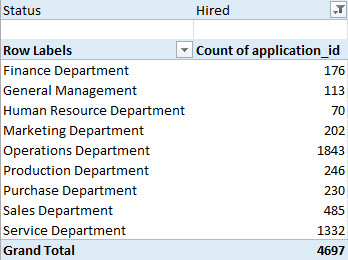 Status Hired
Row Labels Count of application_id
Finance Department 176
General Management 113
Human Resource Department 70
Marketing Department 202
Operations Department 1843
Production Department 246
Purchase Department 230
Sales Department 485
Service Department 1332
Grand Total 4697